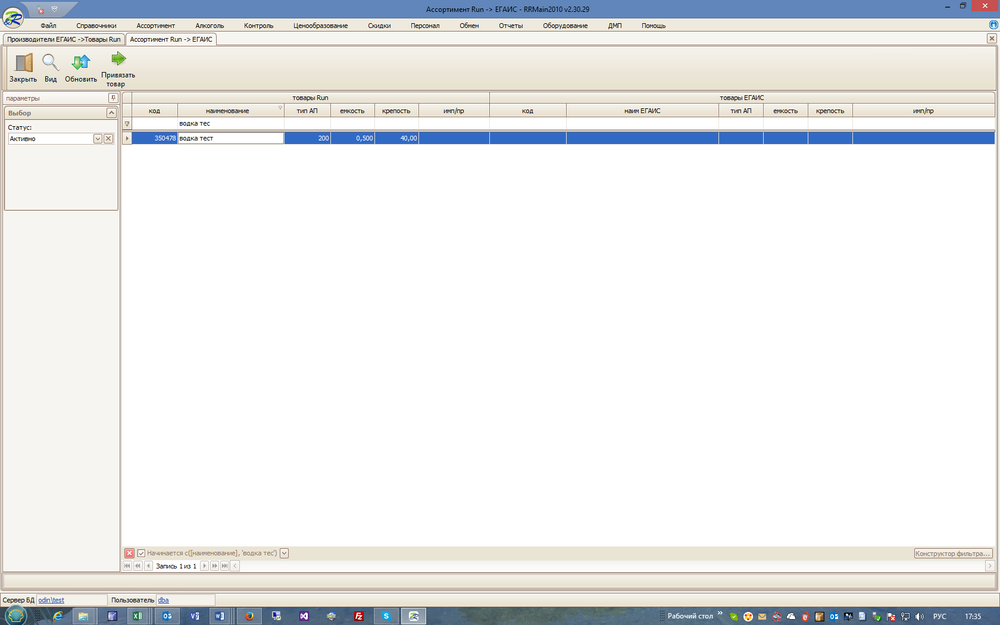 Ассортимент Run -> ЕГАИС - RRMain2010 v2.30.29
Файл Справочники Ассортимент Алкоголь Контроль Ценообразование Скидки Персонал Обмен Отчеты Оборудование ДМП Помощь
Производители ЕГАИС ->Товары Run Ассортимент Run -> ЕГАИС
Закрыть Вид Обновить Привязать товар
параметры
Выбор
Статус:
Активно
товары Run товары ЕГАИС
код наименование тип АП емкость крепость имп/пр код наим ЕГАИС тип АП емкость крепость имп/пр
водка тес
350478 водка тест 200 0,500 40,00
Начинается с([наименование], 'водка тес') Конструктор фильтра...
Запись 1 из 1
Сервер БД odin\test Пользователь dba
Рабочий стол » РУС 17:35